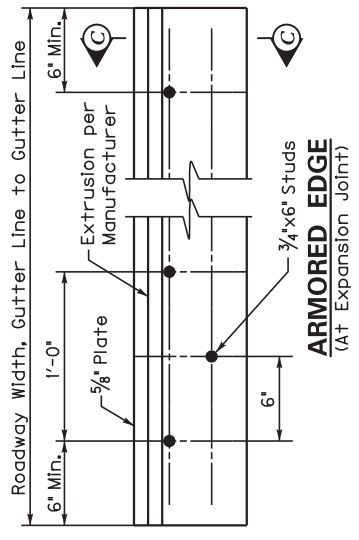 Roadway Width, Gutter Line to Gutter Line
6" Min.
1'-0"
6" Min.
5/8" Plate
Extrusion per
Manufacturer
C
C
6"
3/4"x6" Studs
ARMORED EDGE
(At Expansion Joint)